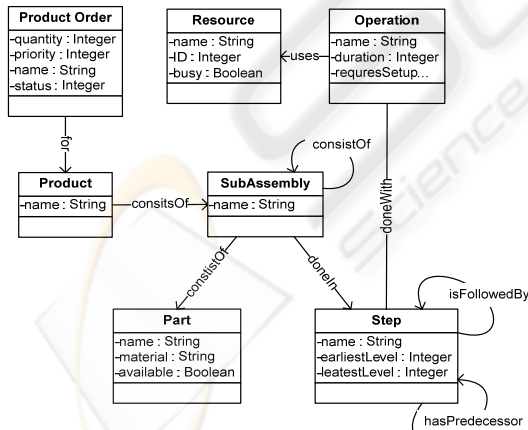 Product Order
-quantity : Integer
-priority : Integer
-name : String
-status : Integer
Resource
-name : String
-ID : Integer
-busy : Boolean
uses
Operation
-name : String
-duration : Integer
-requresSetup...
for
consistOf
Product
-name : String
consitsOf
SubAssembly
-name : String
doneWith
constistOf
doneIn
isFollowedBy
Part
-name : String
-material : String
-available : Boolean
Step
-name : String
-earliestLevel : Integer
-leatestLevel : Integer
hasPredecessor
science